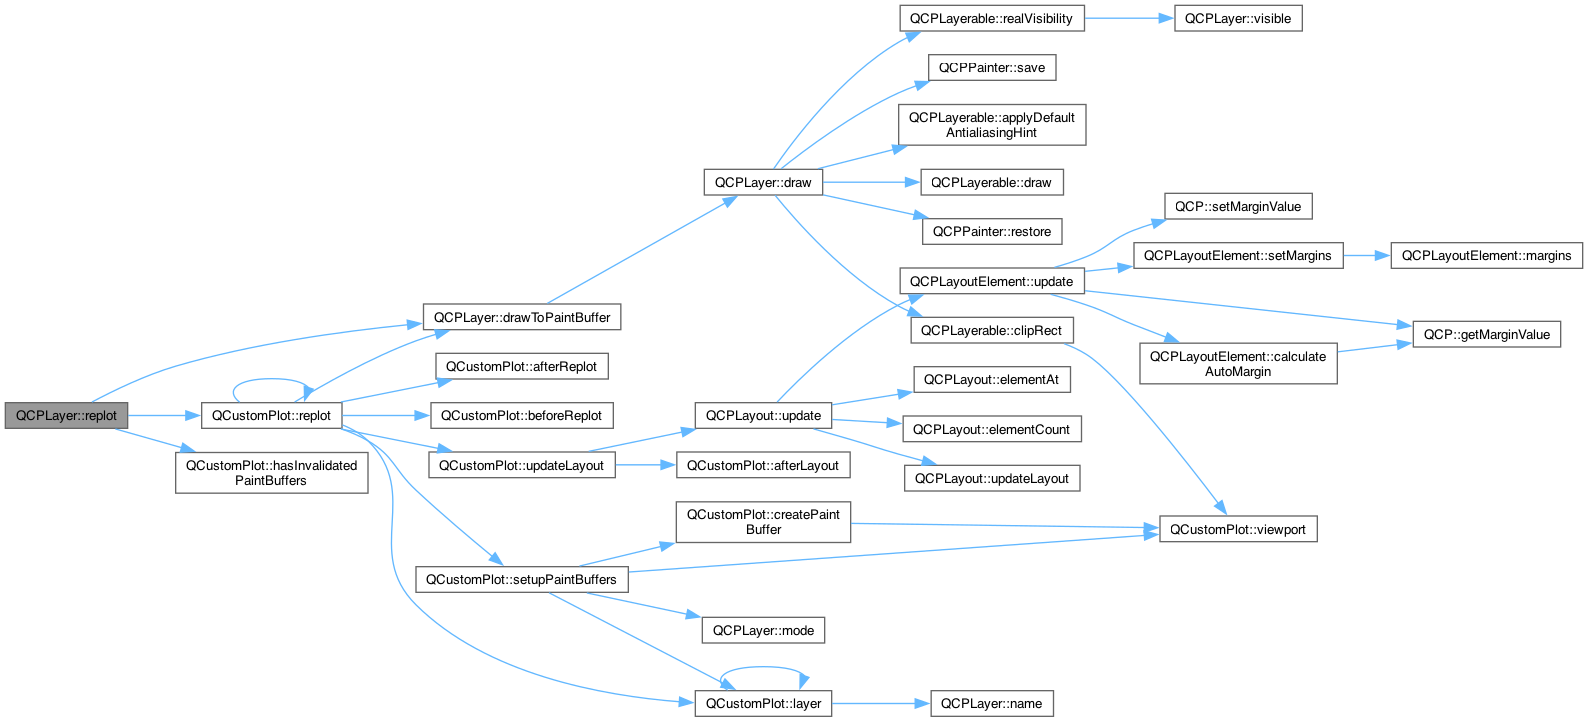 QCPLayer::replot
QCPLayer::drawToPaintBuffer
QCustomPlot::replot
QCustomPlot::hasInvalidated
PaintBuffers
QCustomPlot::afterReplot
QCustomPlot::beforeReplot
QCustomPlot::updateLayout
QCustomPlot::setupPaintBuffers
QCPLayer::draw
QCPLayout::update
QCustomPlot::afterLayout
QCustomPlot::createPaint
Buffer
QCPLayer::mode
QCustomPlot::layer
QCPLayerable::realVisibility
QCPPainter::save
QCPLayerable::applyDefault
AntialiasingHint
QCPLayerable::draw
QCPPainter::restore
QCPLayoutElement::update
QCPLayerable::clipRect
QCPLayout::elementAt
QCPLayout::elementCount
QCPLayout::updateLayout
QCPLayer::name
QCPLayer::visible
QCP::setMarginValue
QCPLayoutElement::setMargins
QCPLayoutElement::calculate
AutoMargin
QCustomPlot::viewport
QCPLayoutElement::margins
QCP::getMarginValue